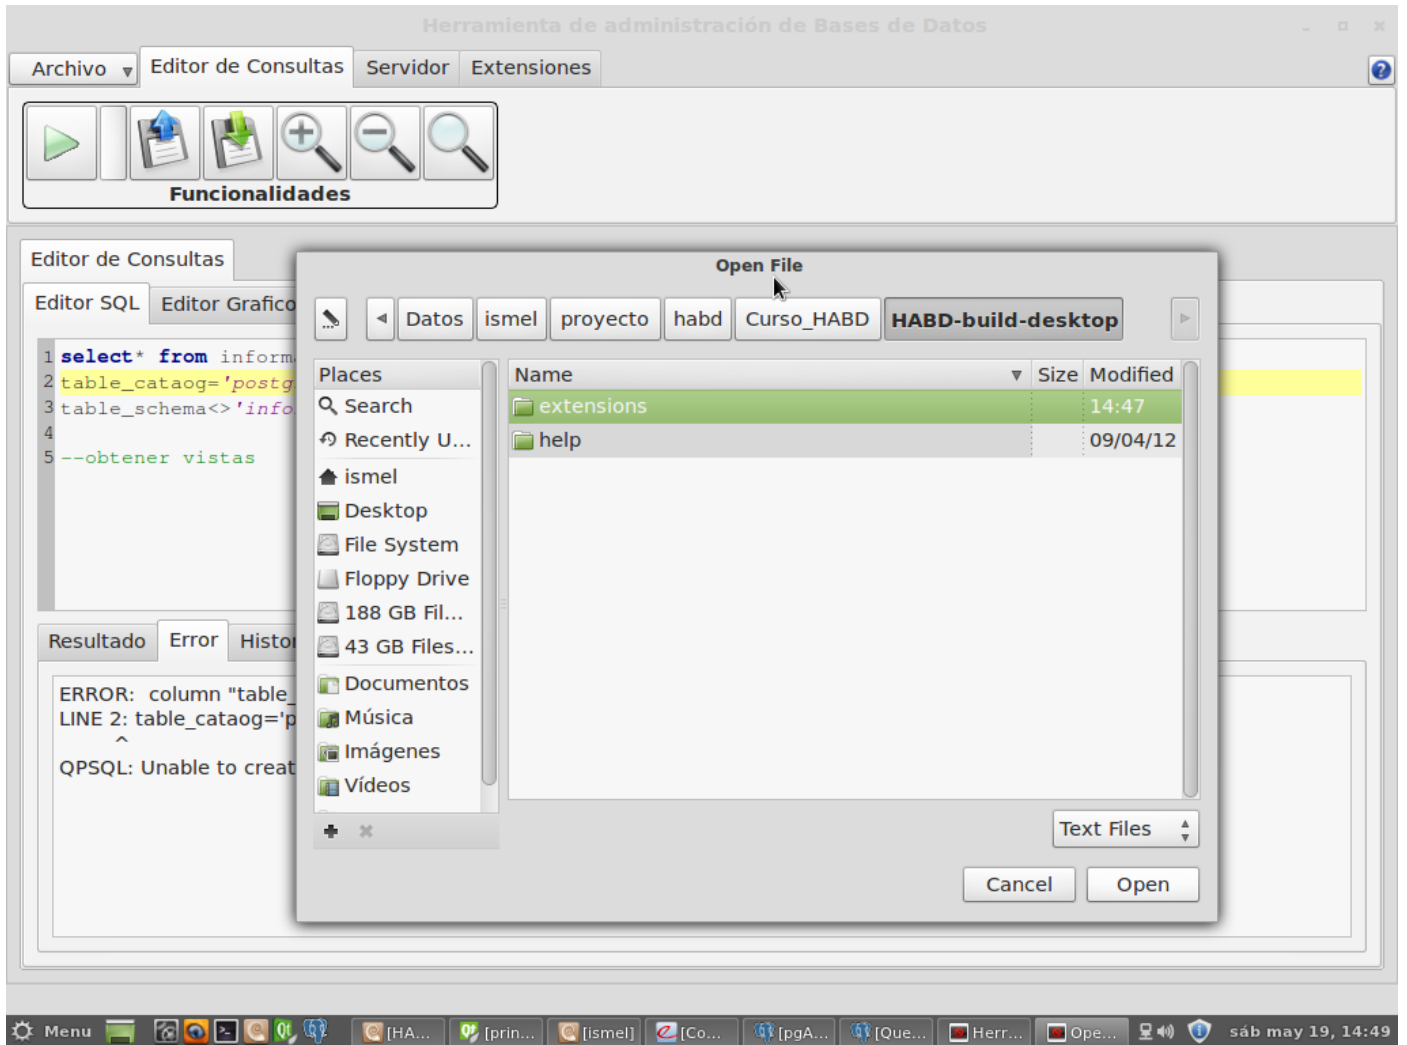 Herramienta de administración de Bases de Datos
Archivo Editor de Consultas Servidor Extensiones
Funcionalidades
Editor de Consultas
Editor SQL Editor Grafico
1 select* from inform
2 table_cataog='postg
3 table_schema<>'info
4
5 --obtener vistas
Resultado Error Histor
ERROR: column "table_
LINE 2: table_cataog='p
^
QPSQL: Unable to creat
Open File
Datos ismel proyecto habd Curso_HABD HABD-build-desktop
Places
Search
Recently U...
ismel
Desktop
File System
Floppy Drive
188 GB Fil...
43 GB Files...
Documentos
Música
Imágenes
Vídeos
Name Size Modified
extensions 14:47
help 09/04/12
Text Files
Cancel Open
Menu [HA... [prin... [ismel] [Co... [pgA... [Que... Herr... Ope... sáb may 19, 14:49